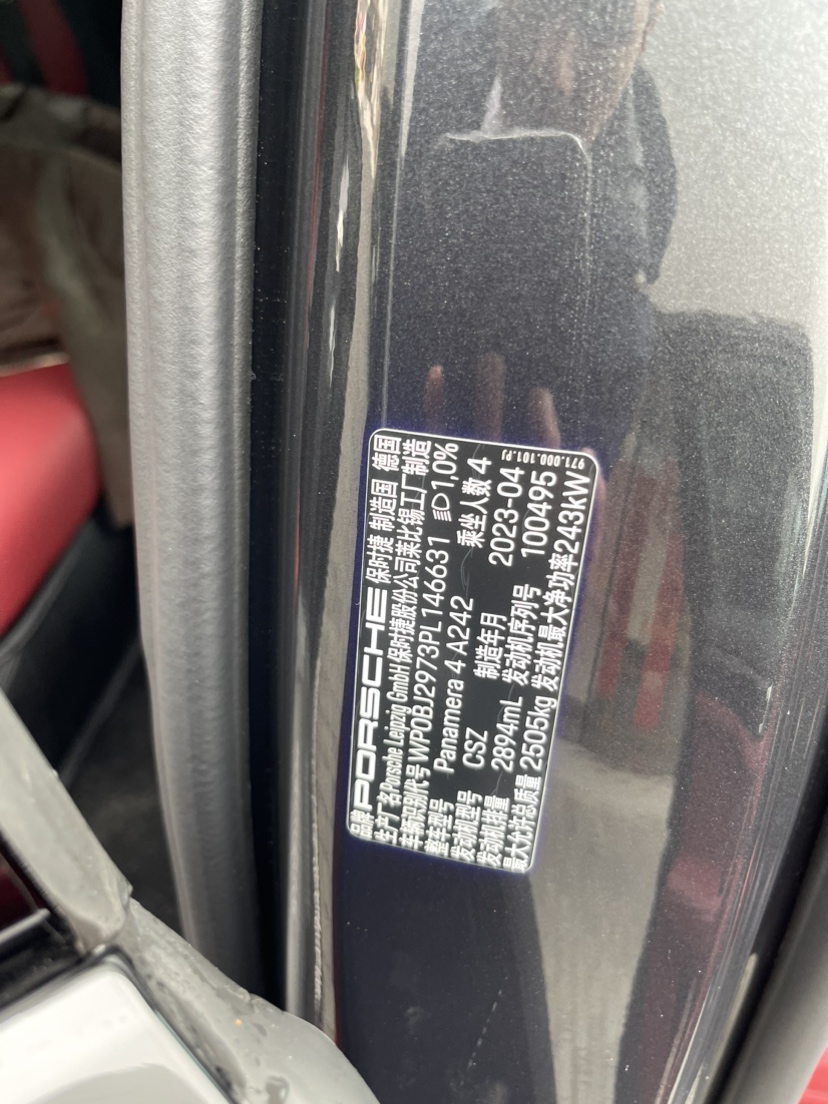 品牌 PORSCHE 保时捷 制造国 德国
生产厂名 Porsche Leipzig GmbH 保时捷股份公司莱比锡工厂制造
车辆识别代号 WP0BJ2973PL146631 1,0%
整车型号 Panamera 4 A242 乘坐人数 4
发动机型号 CSZ 制造年月 2023-04
发动机排量 2894mL 发动机序列号 100495
最大允许总质量 2505kg 发动机最大净功率 243kW
971.000.101.PJ